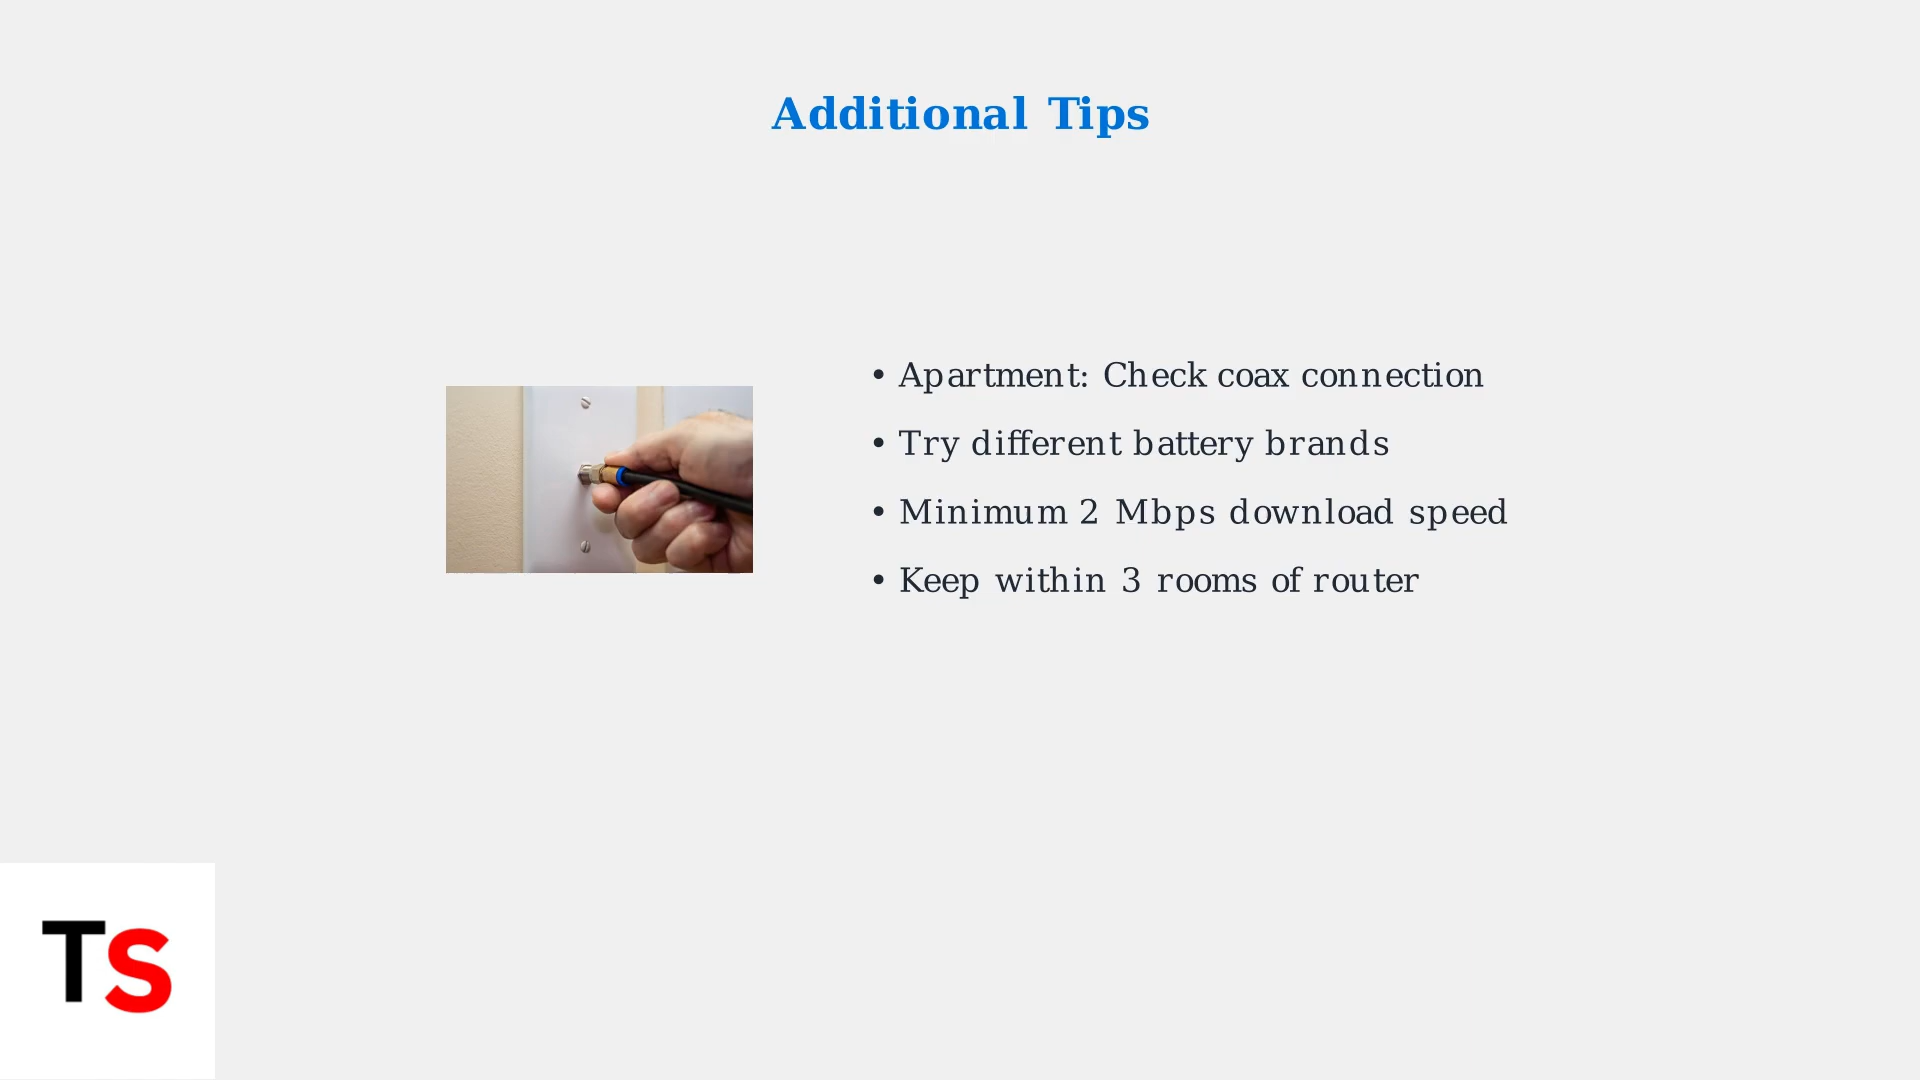 Additional Tips
• Apartment: Check coax connection
• Try different battery brands
• Minimum 2 Mbps download speed
• Keep within 3 rooms of router
TS